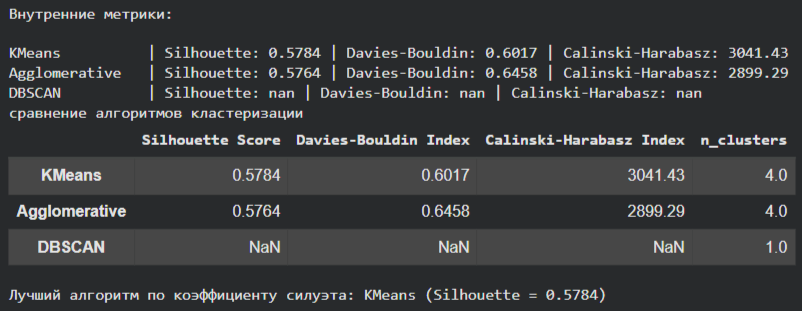 Внутренние метрики:
KMeans | Silhouette: 0.5784 | Davies-Bouldin: 0.6017 | Calinski-Harabasz: 3041.43
Agglomerative | Silhouette: 0.5764 | Davies-Bouldin: 0.6458 | Calinski-Harabasz: 2899.29
DBSCAN | Silhouette: nan | Davies-Bouldin: nan | Calinski-Harabasz: nan
сравнение алгоритмов кластеризации
Silhouette Score Davies-Bouldin Index Calinski-Harabasz Index n_clusters
KMeans 0.5784 0.6017 3041.43 4.0
Agglomerative 0.5764 0.6458 2899.29 4.0
DBSCAN NaN NaN NaN 1.0
Лучший алгоритм по коэффициенту силуэта: KMeans (Silhouette = 0.5784)